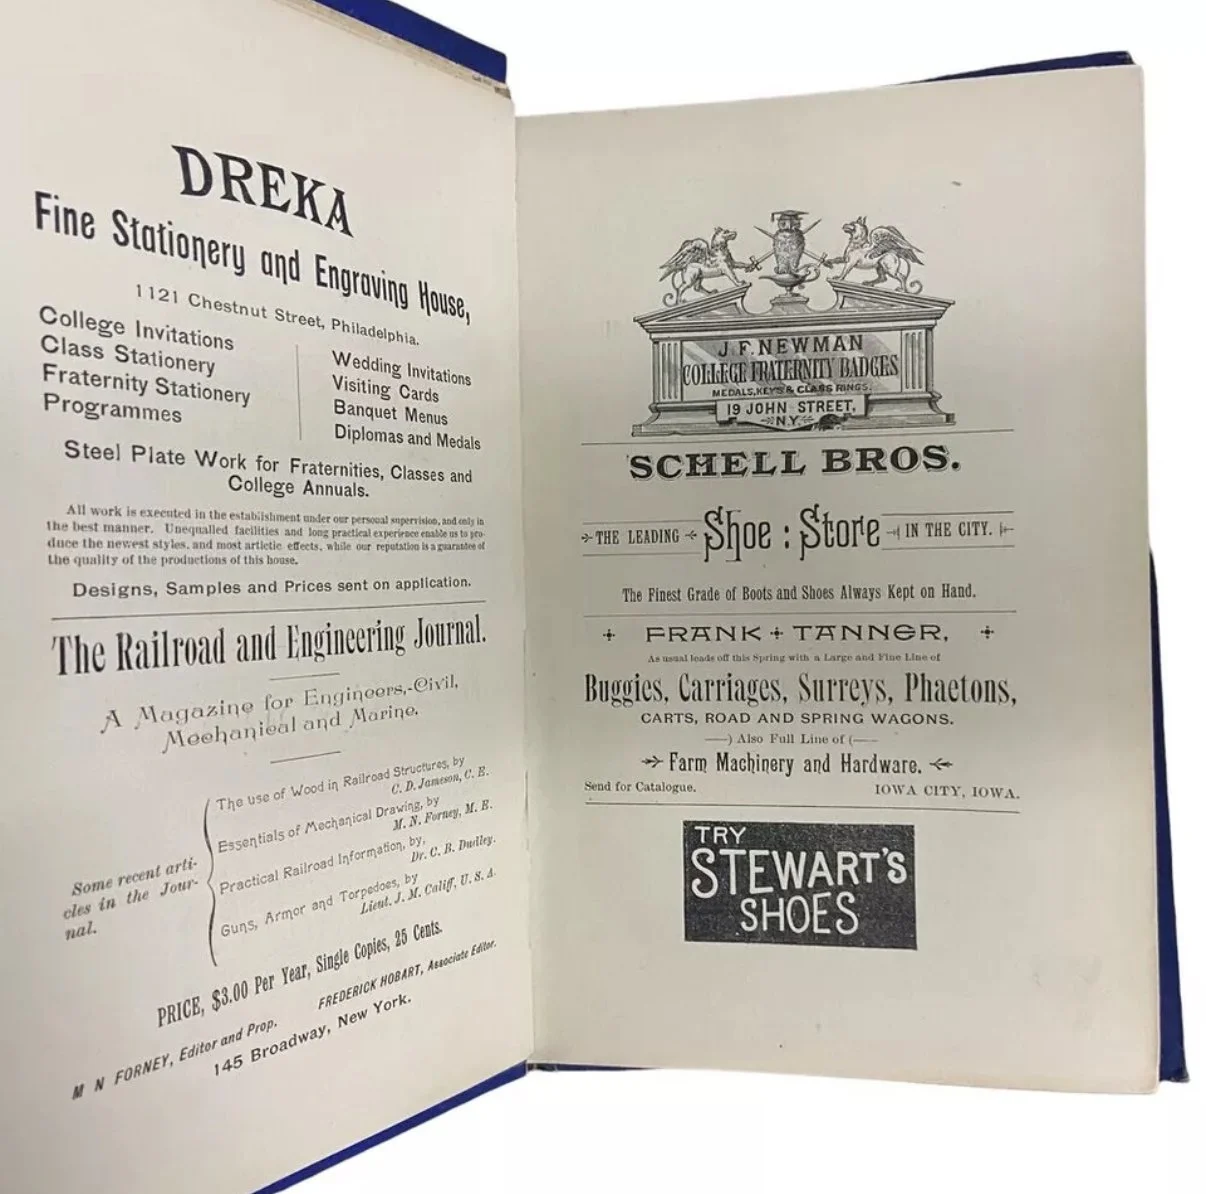 DREKA
Fine Stationery and Engraving House,
1121 Chestnut Street, Philadelphia.
College Invitations
Class Stationery
Fraternity Stationery
Programmes
Wedding Invitations
Visiting Cards
Banquet Menus
Diplomas and Medals
Steel Plate Work for Fraternities, Classes and
College Annuals.
All work is executed in the establishment under our personal supervision, and only in
the best manner. Unequalled facilities and long practical experience enable us to pro-
duce the newest styles, and most artictic effects, while our reputation is a guarantee of
the quality of the productions of this house.
Designs, Samples and Prices sent on application.
The Railroad and Engineering Journal.
A Magazine for Engineers,-Civil,
Mechanical and Marine.
Some recent arti-
cles in the Jour-
nal.
The use of Wood in Railroad Structures, by
C. D. Jameson, C. E.
Essentials of Mechanical Drawing, by
M. N. Forney, M. E.
Practical Railroad Information, by,
Dr. C. B. Dudley.
Guns, Armor and Torpedoes, by
Lieut. J. M. Califf, U. S. A.
PRICE, $3.00 Per Year, Single Copies, 25 Cents.
M N FORNEY, Editor and Prop.
FREDERICK HOBART, Associate Editor.
145 Broadway, New York.
J. F. NEWMAN
COLLEGE FRATERNITY BADGES
MEDALS, KEYS & CLASS RINGS.
19 JOHN STREET,
N.Y.
SCHELL BROS.
THE LEADING Shoe : Store IN THE CITY.
The Finest Grade of Boots and Shoes Always Kept on Hand.
FRANK + TANNER,
As usual leads off this Spring with a Large and Fine Line of
Buggies, Carriages, Surreys, Phaetons,
CARTS, ROAD AND SPRING WAGONS.
——) Also Full Line of (——
Farm Machinery and Hardware.
Send for Catalogue.
IOWA CITY, IOWA.
TRY
STEWART'S
SHOES